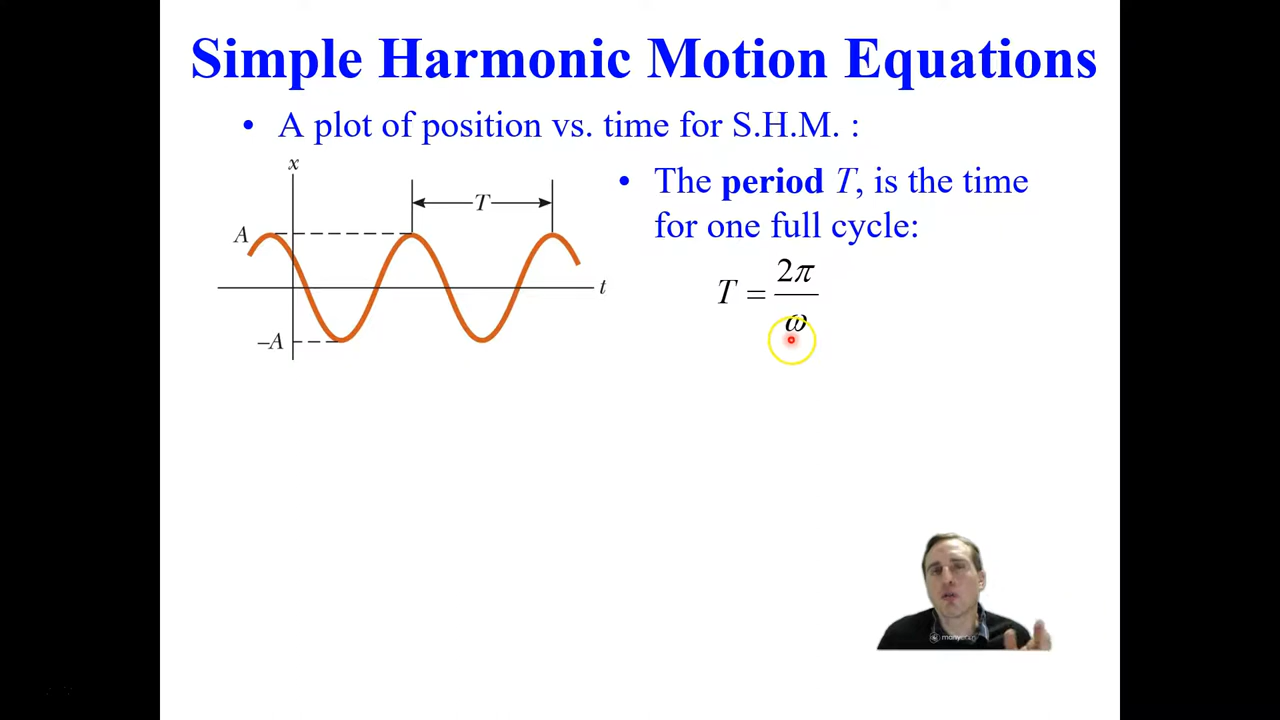 Simple Harmonic Motion Equations
• A plot of position vs. time for S.H.M. :
• The period T, is the time
for one full cycle:
T = 2π / ω
x
A
T
t
–A